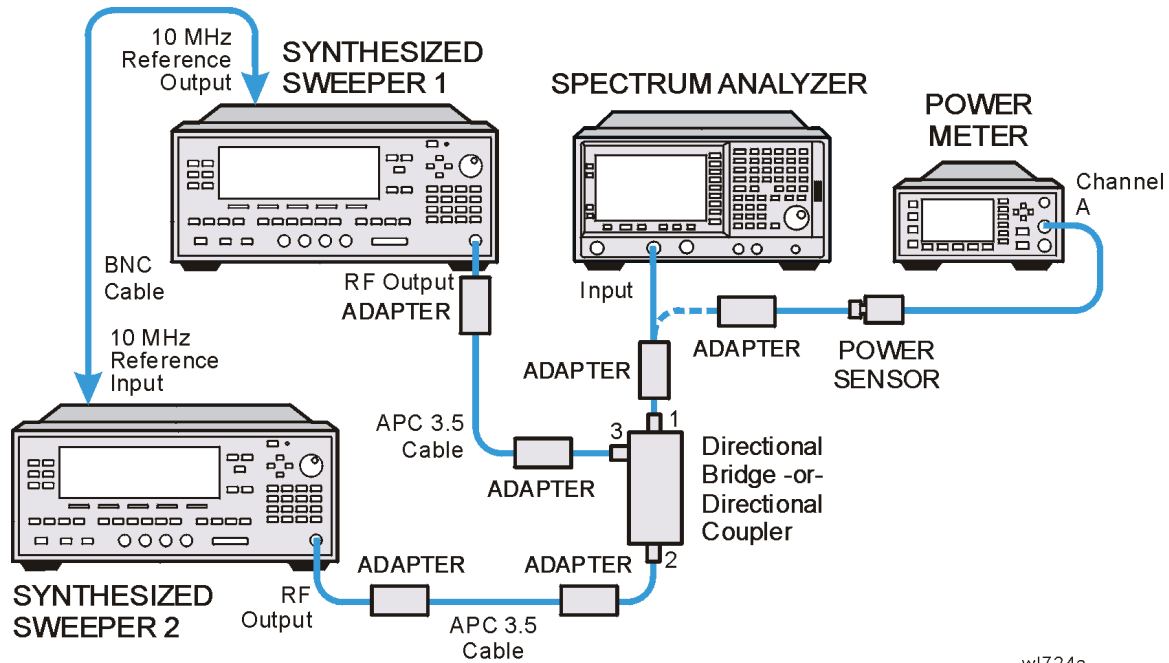 10 MHz
Reference
Output
SYNTHESIZED
SWEEPER 1
SPECTRUM ANALYZER
POWER
METER
Channel
A
BNC
Cable
RF Output
ADAPTER
Input
10 MHz
Reference
Input
ADAPTER
ADAPTER
POWER
SENSOR
APC 3.5
Cable
3
1
ADAPTER
Directional
Bridge -or-
Directional
Coupler
2
SYNTHESIZED
SWEEPER 2
RF
Output
ADAPTER
ADAPTER
APC 3.5
Cable
wl724a